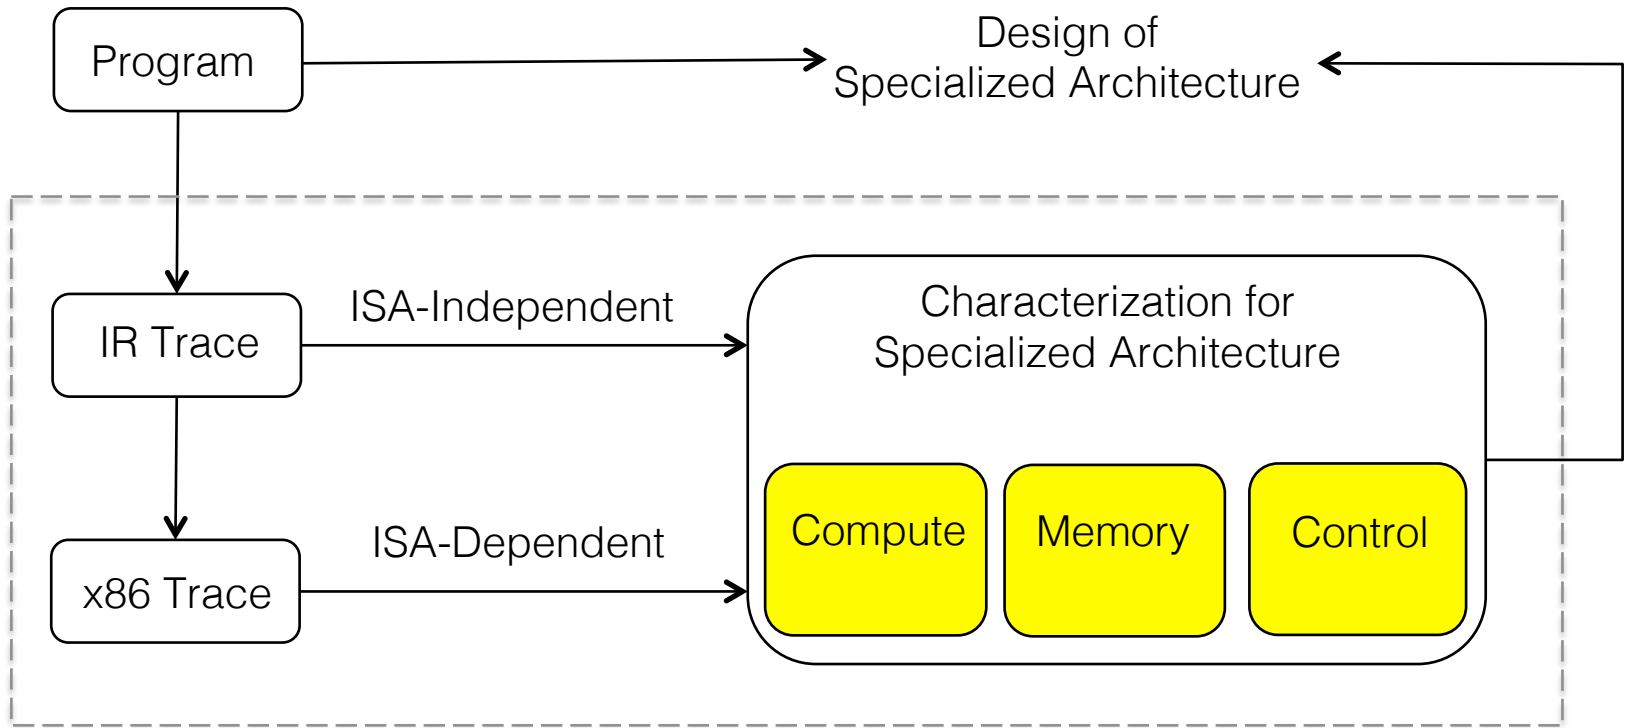 Program
Design of
Specialized Architecture
IR Trace
ISA-Independent
Characterization for
Specialized Architecture
x86 Trace
ISA-Dependent
Compute
Memory
Control